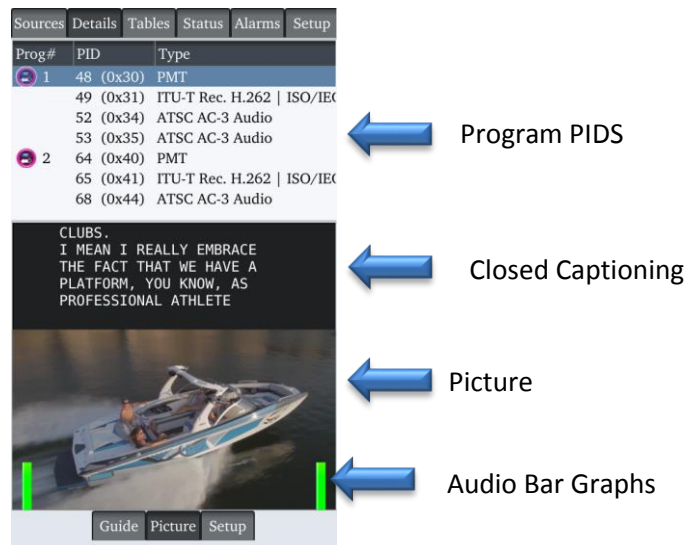 Sources Details Tables Status Alarms Setup
Prog# PID Type
1 48 (0x30) PMT
49 (0x31) ITU-T Rec. H.262 | ISO/IEC
52 (0x34) ATSC AC-3 Audio
53 (0x35) ATSC AC-3 Audio
2 64 (0x40) PMT
65 (0x41) ITU-T Rec. H.262 | ISO/IEC
68 (0x44) ATSC AC-3 Audio
Program PIDS
CLUBS.
I MEAN I REALLY EMBRACE
THE FACT THAT WE HAVE A
PLATFORM, YOU KNOW, AS
PROFESSIONAL ATHLETE
Closed Captioning
Picture
Audio Bar Graphs
Guide Picture Setup